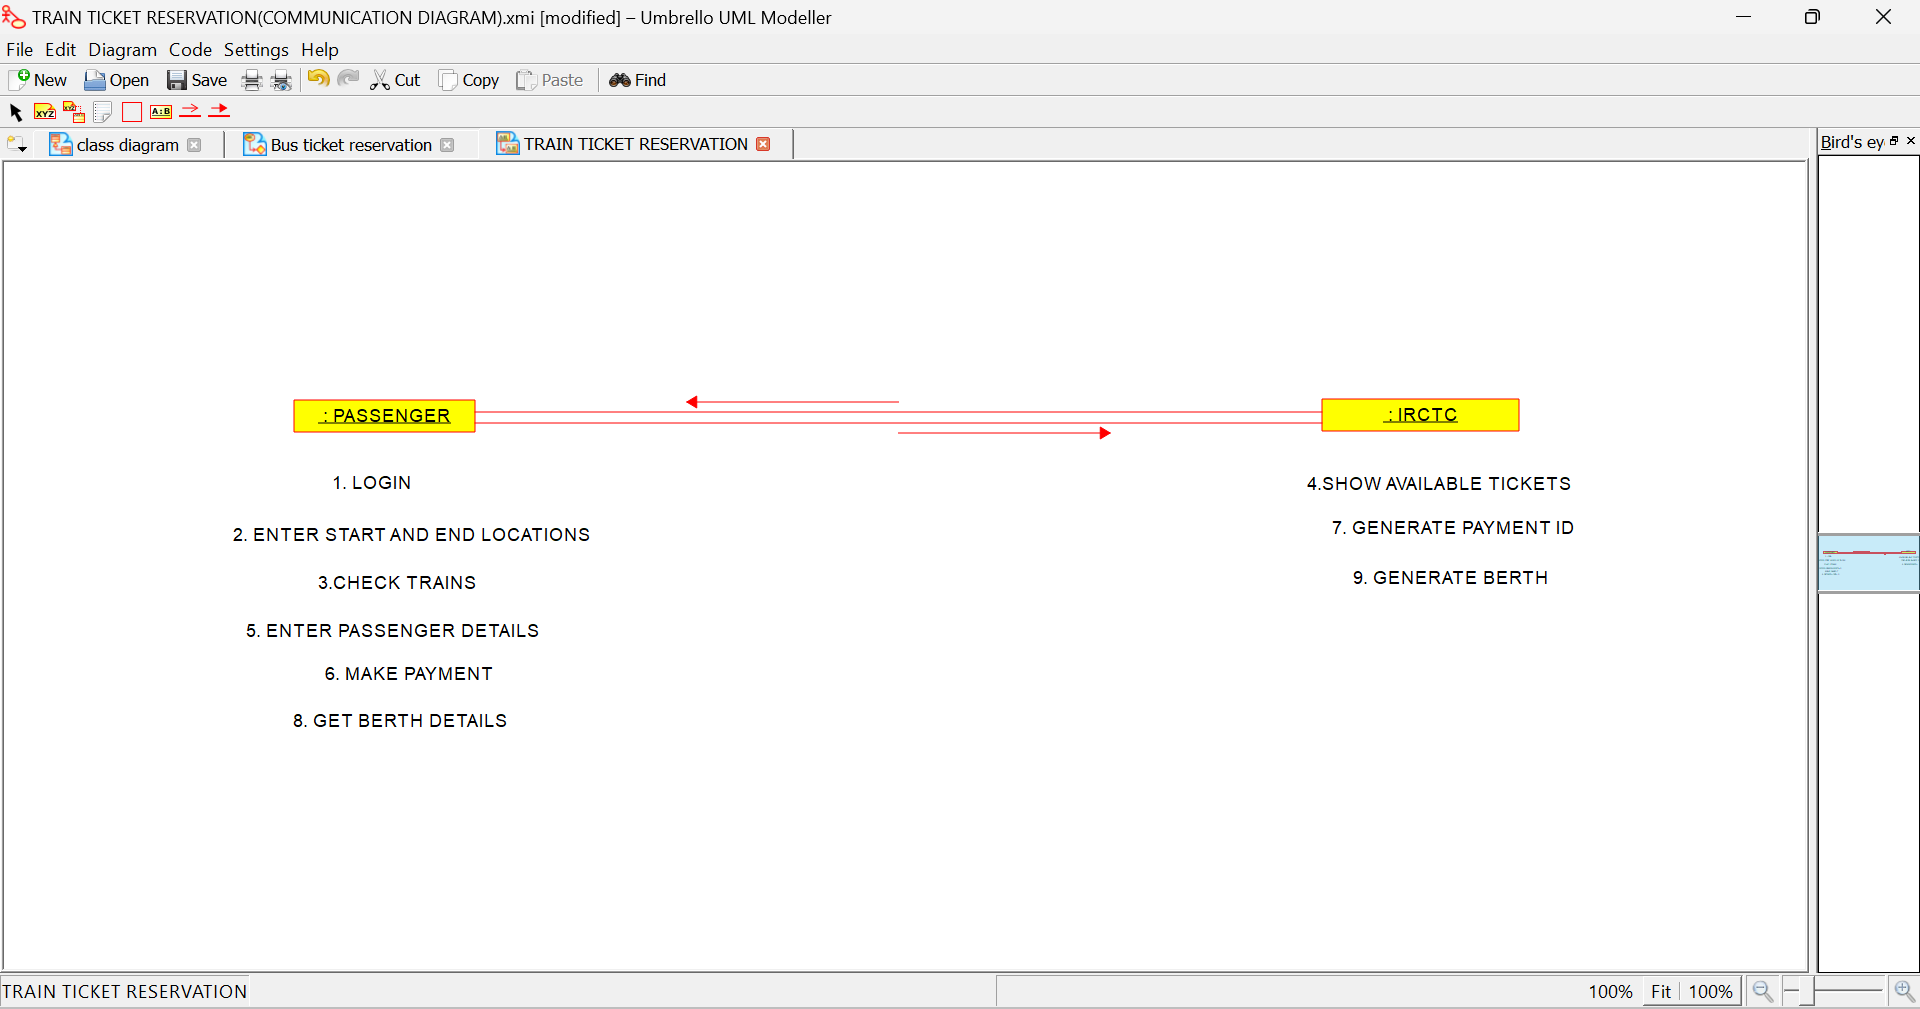 TRAIN TICKET RESERVATION(COMMUNICATION DIAGRAM).xmi [modified] – Umbrello UML Modeller
File Edit Diagram Code Settings Help
New Open Save Cut Copy Paste Find
XYZ XYZ A:B
class diagram Bus ticket reservation TRAIN TICKET RESERVATION Bird's ey
: PASSENGER
: IRCTC
1. LOGIN
2. ENTER START AND END LOCATIONS
3.CHECK TRAINS
5. ENTER PASSENGER DETAILS
6. MAKE PAYMENT
8. GET BERTH DETAILS
4.SHOW AVAILABLE TICKETS
7. GENERATE PAYMENT ID
9. GENERATE BERTH
TRAIN TICKET RESERVATION 100% Fit 100%